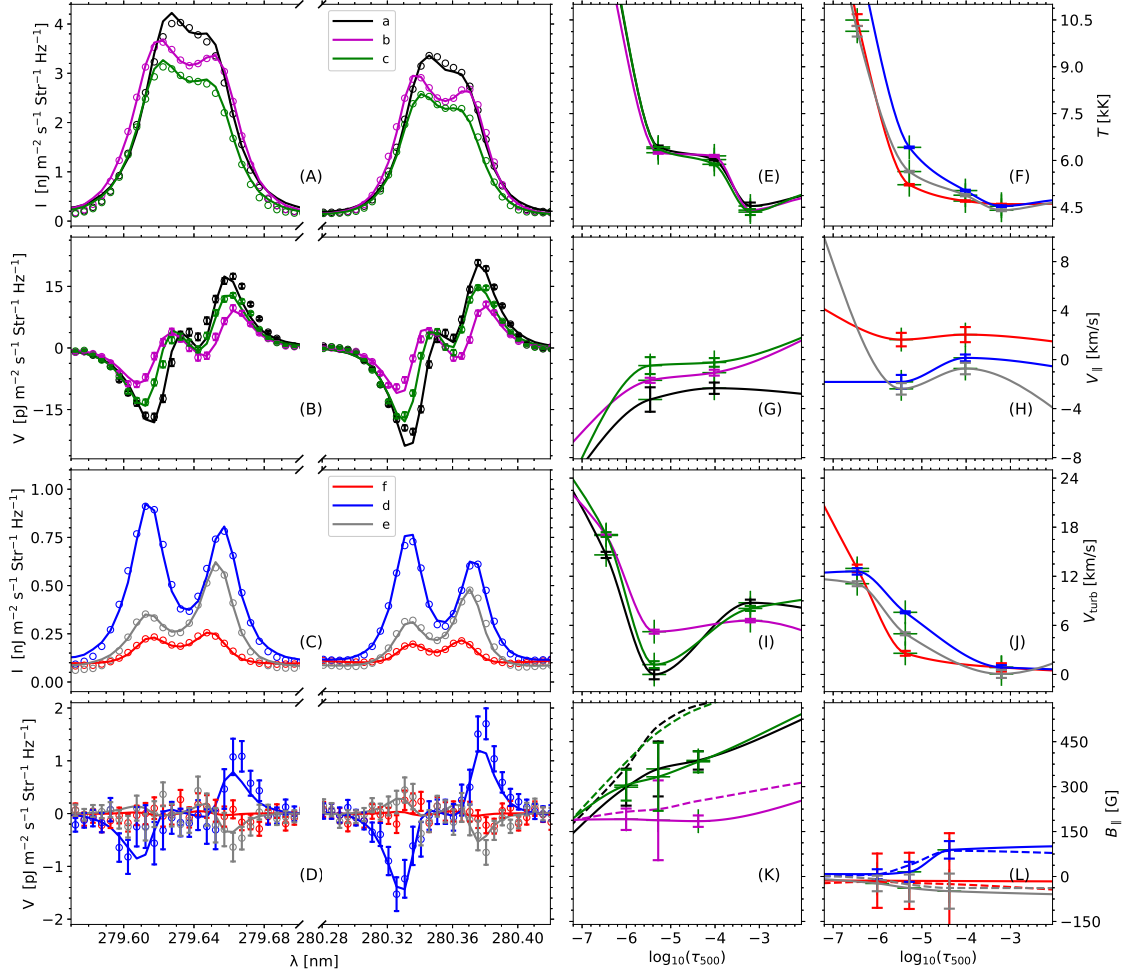 4
3
2
1
0
I [nJ m⁻² s⁻¹ Str⁻¹ Hz⁻¹]
(A)
a
b
c
(E)
(F)
10.5
9.0
7.5
6.0
4.5
T [kK]
15
0
−15
V [pJ m⁻² s⁻¹ Str⁻¹ Hz⁻¹]
(B)
(G)
(H)
8
4
0
−4
−8
V∥ [km/s]
1.00
0.75
0.50
0.25
0.00
I [nJ m⁻² s⁻¹ Str⁻¹ Hz⁻¹]
(C)
f
d
e
(I)
(J)
24
18
12
6
0
Vturb [km/s]
2
1
0
−1
−2
V [pJ m⁻² s⁻¹ Str⁻¹ Hz⁻¹]
(D)
(K)
(L)
450
300
150
0
−150
B∥ [G]
279.60 279.64 279.68 280.28 280.32 280.36 280.40
−7 −6 −5 −4 −3
−7 −6 −5 −4 −3
λ [nm]
log₁₀(τ₅₀₀)
log₁₀(τ₅₀₀)